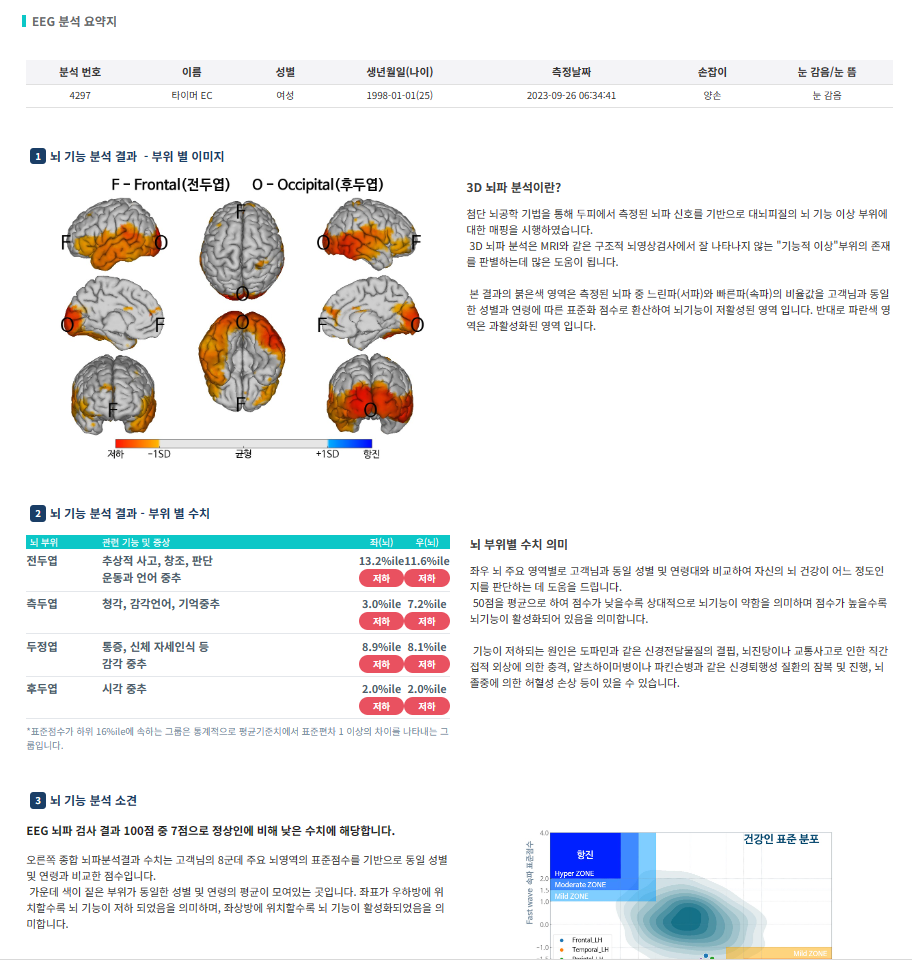 EEG 분석 요약지
분석 번호 이름 성별 생년월일(나이) 측정날짜 손잡이 눈 감음/눈 뜸
4297 타이머 EC 여성 1998-01-01(25) 2023-09-26 06:34:41 양손 눈 감음
1 뇌 기능 분석 결과 - 부위 별 이미지
F - Frontal(전두엽) O - Occipital(후두엽)
F O F O O F
O F O F O F
F F O
저하 -1SD 균형 +1SD 항진
3D 뇌파 분석이란?
첨단 뇌공학 기법을 통해 두피에서 측정된 뇌파 신호를 기반으로 대뇌피질의 뇌 기능 이상 부위에
대한 매핑을 시행하였습니다.
3D 뇌파 분석은 MRI와 같은 구조적 뇌영상검사에서 잘 나타나지 않는 "기능적 이상"부위의 존재
를 판별하는데 많은 도움이 됩니다.
본 결과의 붉은색 영역은 측정된 뇌파 중 느린파(서파)와 빠른파(속파)의 비율값을 고객님과 동일
한 성별과 연령에 따른 표준화 점수로 환산하여 뇌기능이 저활성된 영역 입니다. 반대로 파란색 영
역은 과활성화된 영역 입니다.
2 뇌 기능 분석 결과 - 부위 별 수치
뇌 부위 관련 기능 및 증상 좌(뇌) 우(뇌)
전두엽 추상적 사고, 창조, 판단 13.2%ile 11.6%ile
운동과 언어 중추 저하 저하
측두엽 청각, 감각언어, 기억중추 3.0%ile 7.2%ile
저하 저하
두정엽 통증, 신체 자세인식 등 8.9%ile 8.1%ile
감각 중추 저하 저하
후두엽 시각 중추 2.0%ile 2.0%ile
저하 저하
*표준점수가 하위 16%ile에 속하는 그룹은 통계적으로 평균기준치에서 표준편차 1 이상의 차이를 나타내는 그
룹입니다.
뇌 부위별 수치 의미
좌우 뇌 주요 영역별로 고객님과 동일 성별 및 연령대와 비교하여 자신의 뇌 건강이 어느 정도인
지를 판단하는 데 도움을 드립니다.
50점을 평균으로 하여 점수가 낮을수록 상대적으로 뇌기능이 약함을 의미하며 점수가 높을수록
뇌기능이 활성화되어 있음을 의미합니다.
기능이 저하되는 원인은 도파민과 같은 신경전달물질의 결핍, 뇌진탕이나 교통사고로 인한 직간
접적 외상에 의한 충격, 알츠하이머병이나 파킨슨병과 같은 신경퇴행성 질환의 잠복 및 진행, 뇌
졸중에 의한 허혈성 손상 등이 있을 수 있습니다.
3 뇌 기능 분석 소견
EEG 뇌파 검사 결과 100점 중 7점으로 정상인에 비해 낮은 수치에 해당합니다.
오른쪽 종합 뇌파분석결과 수치는 고객님의 8군데 주요 뇌영역의 표준점수를 기반으로 동일 성별
및 연령과 비교한 점수입니다.
가운데 색이 짙은 부위가 동일한 성별 및 연령의 평균이 모여있는 곳입니다. 좌표가 우하방에 위
치할수록 뇌 기능이 저하 되었음을 의미하며, 좌상방에 위치할수록 뇌 기능이 활성화되었음을 의
미합니다.
건강인 표준 분포
Fast wave 속파 표준점수
4.0
항진
Hyper ZONE
2.0
Moderate ZONE
1.5
Mild ZONE
1.0
0.0
Frontal_LH
-1.0
Temporal_LH
Mild ZONE